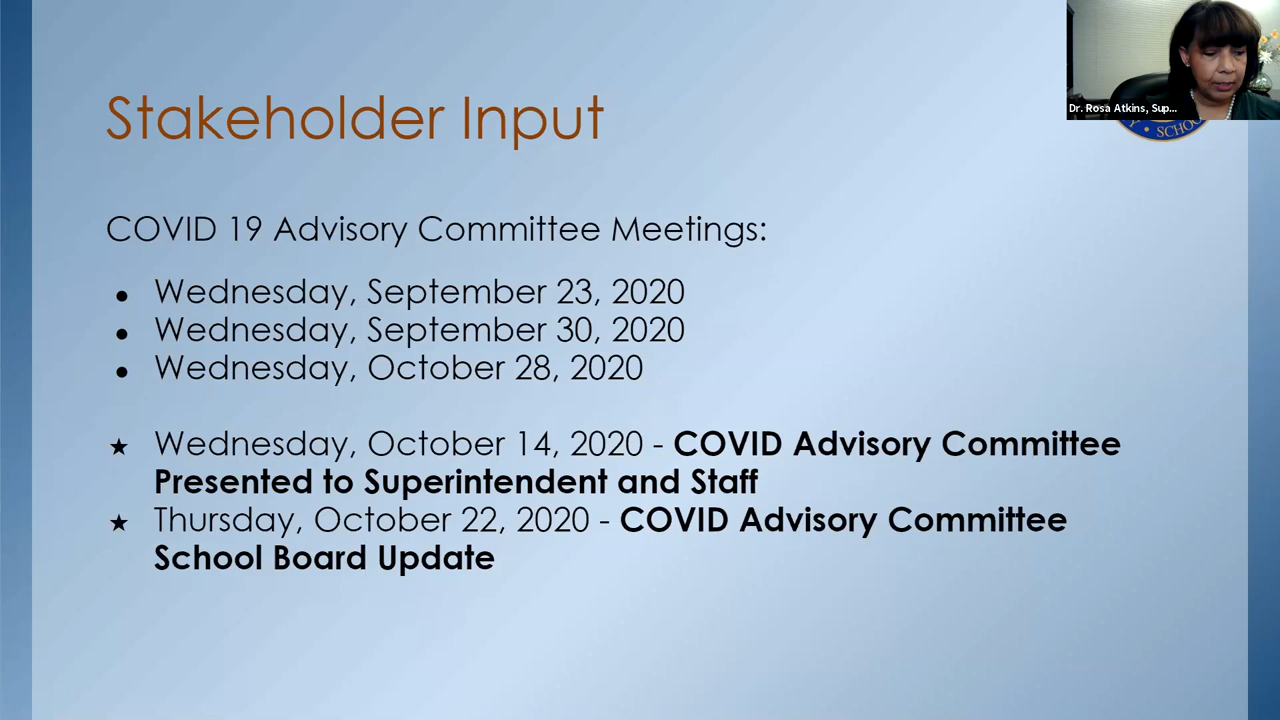 Dr. Rosa Atkins, Sup...
SCHOO
Stakeholder Input
COVID 19 Advisory Committee Meetings:
● Wednesday, September 23, 2020
● Wednesday, September 30, 2020
● Wednesday, October 28, 2020
★ Wednesday, October 14, 2020 - COVID Advisory Committee
Presented to Superintendent and Staff
★ Thursday, October 22, 2020 - COVID Advisory Committee
School Board Update